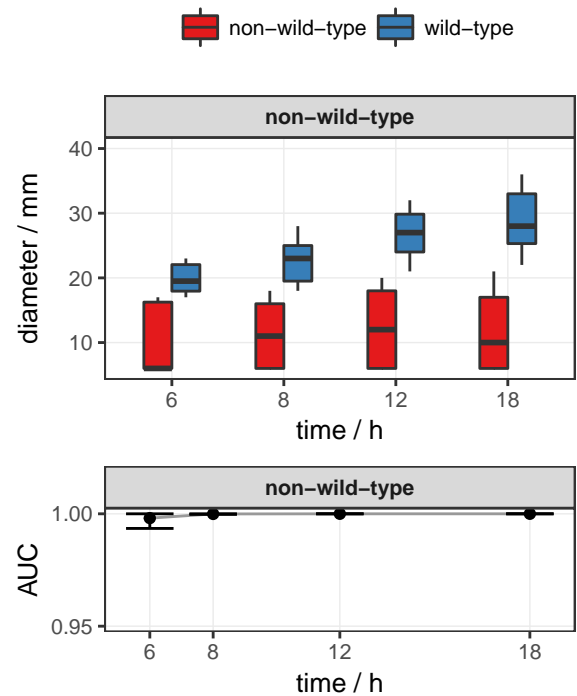 non−wild−type wild−type
non−wild−type
diameter / mm
40
30
20
10
6 8 12 18
time / h
non−wild−type
AUC
1.00
0.95
6 8 12 18
time / h